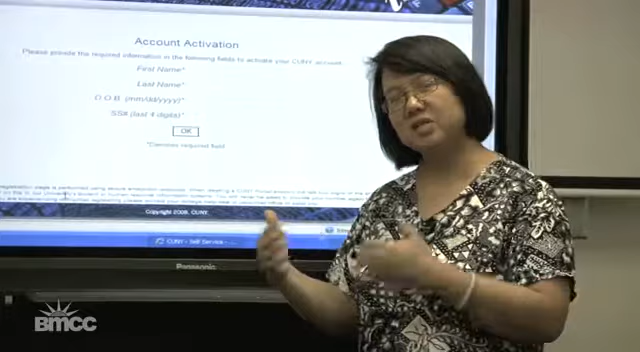 Account Activation
Please provide the required information in the following fields to activate your CUNY account.
First Name*
Last Name*
D.O.B. (mm/dd/yyyy)*
SS# (last 4 digits)*
OK
*Denotes required field
Copyright 2008, CUNY.
CUNY - Self Service -...
Panasonic
BMCC